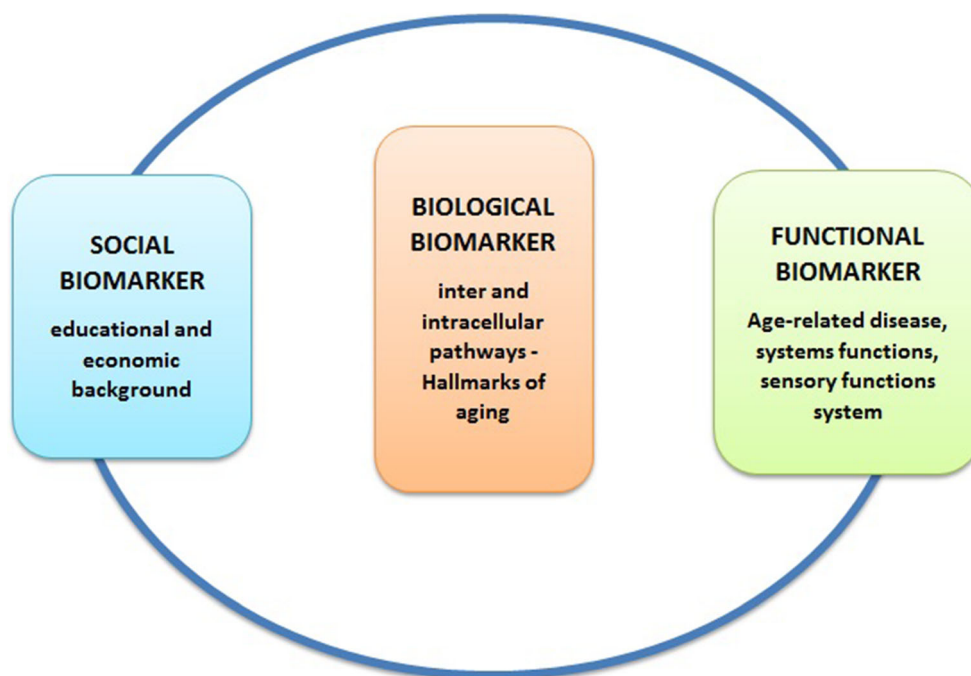 SOCIAL
BIOMARKER
educational and
economic
background
BIOLOGICAL
BIOMARKER
inter and
intracellular
pathways -
Hallmarks of
aging
FUNCTIONAL
BIOMARKER
Age-related disease,
systems functions,
sensory functions
system